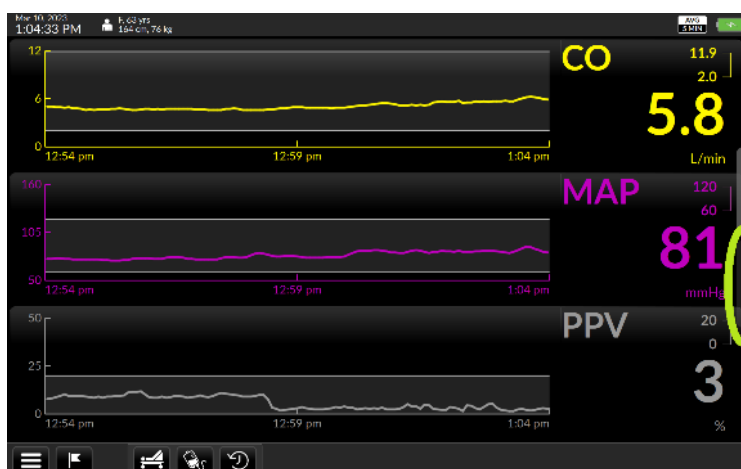 Mar 10, 2023
1:04:33 PM
F, 63 yrs
164 cm, 76 kg
AVG
5 MIN
12
6
0
12:54 pm
12:59 pm
1:04 pm
CO
11.9
2.0
5.8
L/min
160
105
50
12:54 pm
12:59 pm
1:04 pm
MAP
120
60
81
mmHg
50
25
0
12:54 pm
12:59 pm
1:04 pm
PPV
20
0
3
%